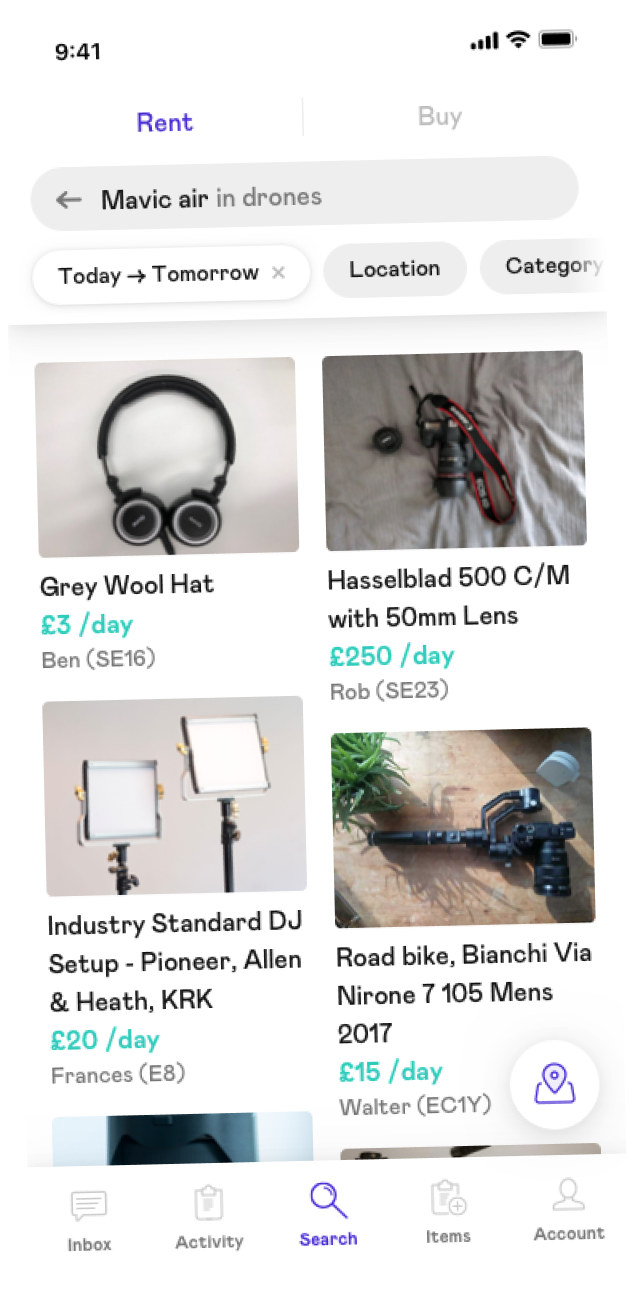 9:41
Rent
Buy
← Mavic air in drones
Today → Tomorrow ×
Location
Category
Grey Wool Hat
£3 /day
Ben (SE16)
Hasselblad 500 C/M
with 50mm Lens
£250 /day
Rob (SE23)
Industry Standard DJ
Setup - Pioneer, Allen
& Heath, KRK
£20 /day
Frances (E8)
Road bike, Bianchi Via
Nirone 7 105 Mens
2017
£15 /day
Walter (EC1Y)
Inbox
Activity
Search
Items
Account